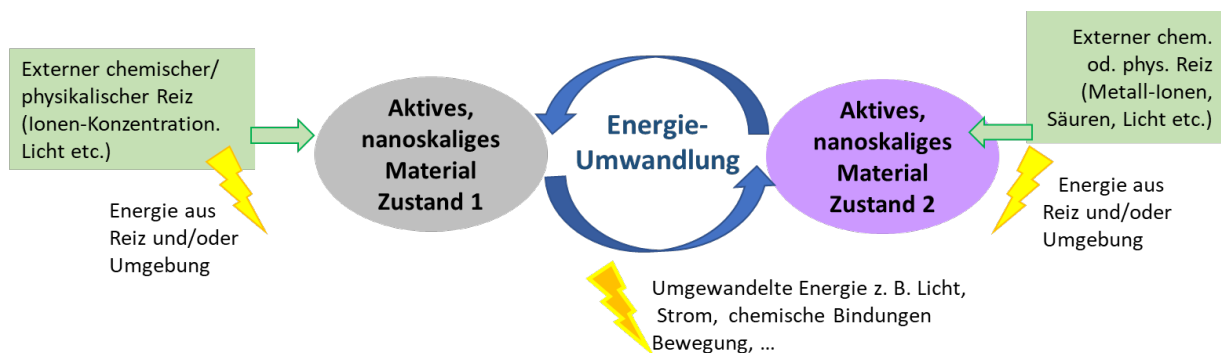 Externer chemischer/
physikalischer Reiz
(Ionen-Konzentration.
Licht etc.)
Energie aus
Reiz und/oder
Umgebung
Aktives,
nanoskaliges
Material
Zustand 1
Energie-
Umwandlung
Aktives,
nanoskaliges
Material
Zustand 2
Externer chem.
od. phys. Reiz
(Metall-Ionen,
Säuren, Licht etc.)
Energie aus
Reiz und/oder
Umgebung
Umgewandelte Energie z. B. Licht,
Strom, chemische Bindungen
Bewegung, ...